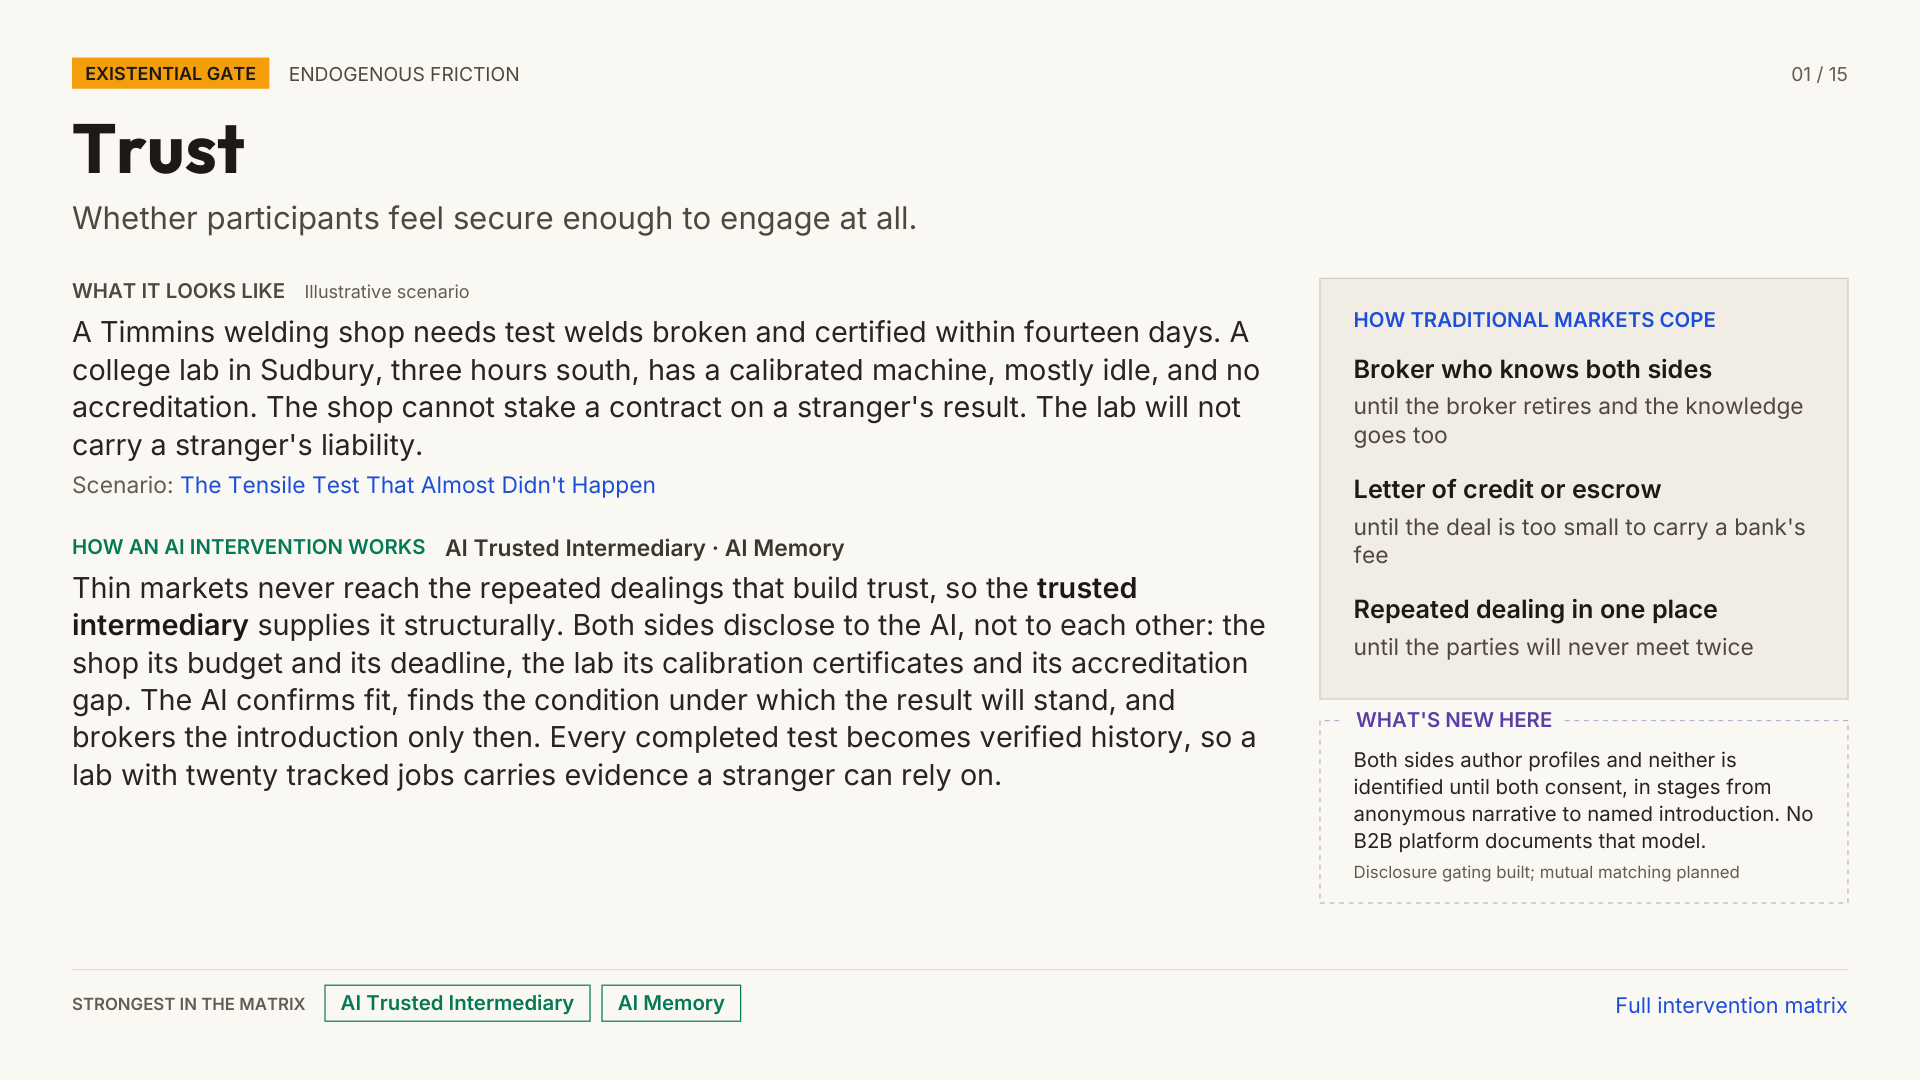 EXISTENTIAL GATE ENDOGENOUS FRICTION 01 / 15
Trust
Whether participants feel secure enough to engage at all.
WHAT IT LOOKS LIKE Illustrative scenario
A Timmins welding shop needs test welds broken and certified within fourteen days. A
college lab in Sudbury, three hours south, has a calibrated machine, mostly idle, and no
accreditation. The shop cannot stake a contract on a stranger's result. The lab will not
carry a stranger's liability.
Scenario: The Tensile Test That Almost Didn't Happen
HOW AN AI INTERVENTION WORKS AI Trusted Intermediary · AI Memory
Thin markets never reach the repeated dealings that build trust, so the trusted
intermediary supplies it structurally. Both sides disclose to the AI, not to each other: the
shop its budget and its deadline, the lab its calibration certificates and its accreditation
gap. The AI confirms fit, finds the condition under which the result will stand, and
brokers the introduction only then. Every completed test becomes verified history, so a
lab with twenty tracked jobs carries evidence a stranger can rely on.
HOW TRADITIONAL MARKETS COPE
Broker who knows both sides
until the broker retires and the knowledge
goes too
Letter of credit or escrow
until the deal is too small to carry a bank's
fee
Repeated dealing in one place
until the parties will never meet twice
WHAT'S NEW HERE
Both sides author profiles and neither is
identified until both consent, in stages from
anonymous narrative to named introduction. No
B2B platform documents that model.
Disclosure gating built; mutual matching planned
STRONGEST IN THE MATRIX AI Trusted Intermediary AI Memory Full intervention matrix